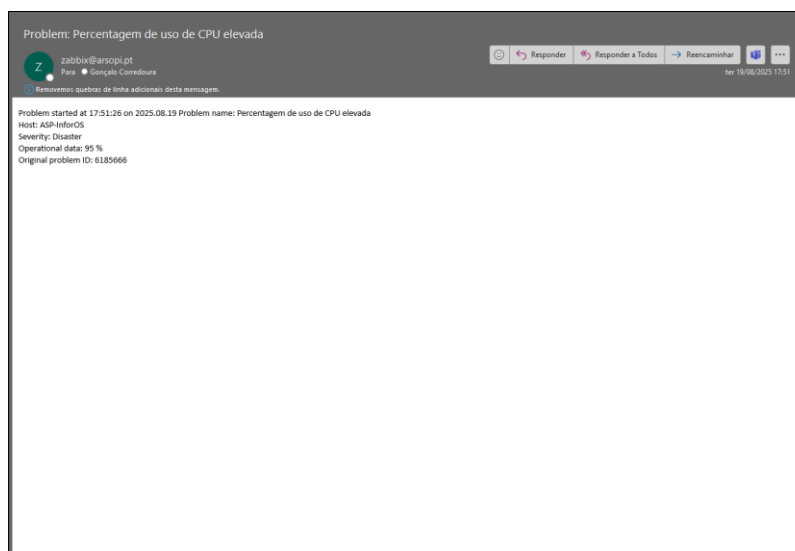 Problem: Percentagem de uso de CPU elevada
Z
zabbix@arsopi.pt
Para Gonçalo Corredoura
Responder
Responder a Todos
Reencaminhar
ter 19/08/2025 17:51
Removemos quebras de linha adicionais desta mensagem.
Problem started at 17:51:26 on 2025.08.19 Problem name: Percentagem de uso de CPU elevada
Host: ASP-InforOS
Severity: Disaster
Operational data: 95 %
Original problem ID: 6185666